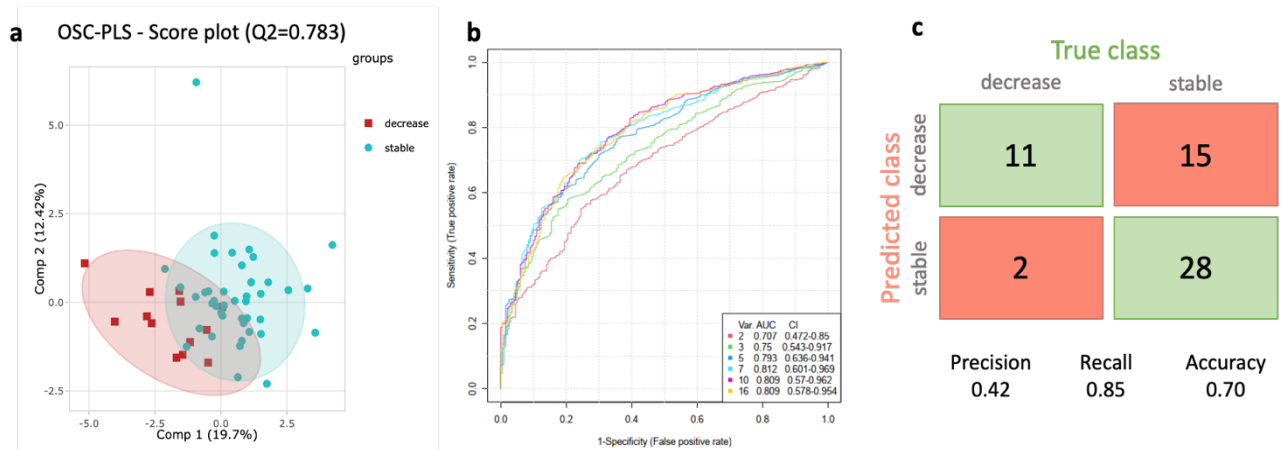 a
OSC-PLS - Score plot (Q2=0.783)
groups
decrease
stable
5.0
2.5
0.0
-2.5
Comp 2 (12.42%)
-5.0
-2.5
0.0
2.5
Comp 1 (19.7%)
b
Sensitivity (True positive rate)
1.0
0.8
0.6
0.4
0.2
0.0
0.0
0.2
0.4
0.6
0.8
1.0
1-Specificity (False positive rate)
Var. AUC CI
2 0.707 0.472-0.85
3 0.75 0.543-0.917
5 0.793 0.636-0.941
7 0.812 0.601-0.969
10 0.809 0.57-0.962
16 0.809 0.578-0.954
c
True class
decrease stable
Predicted class
decrease
stable
11 15
2 28
Precision Recall Accuracy
0.42 0.85 0.70